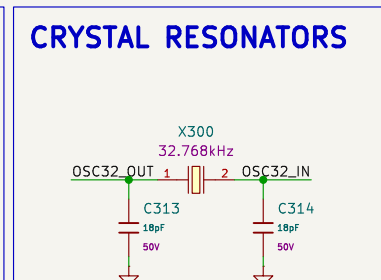 CRYSTAL RESONATORS
X300
32.768kHz
OSC32_OUT 1 2 OSC32_IN
C313 C314
18pF 18pF
50V 50V